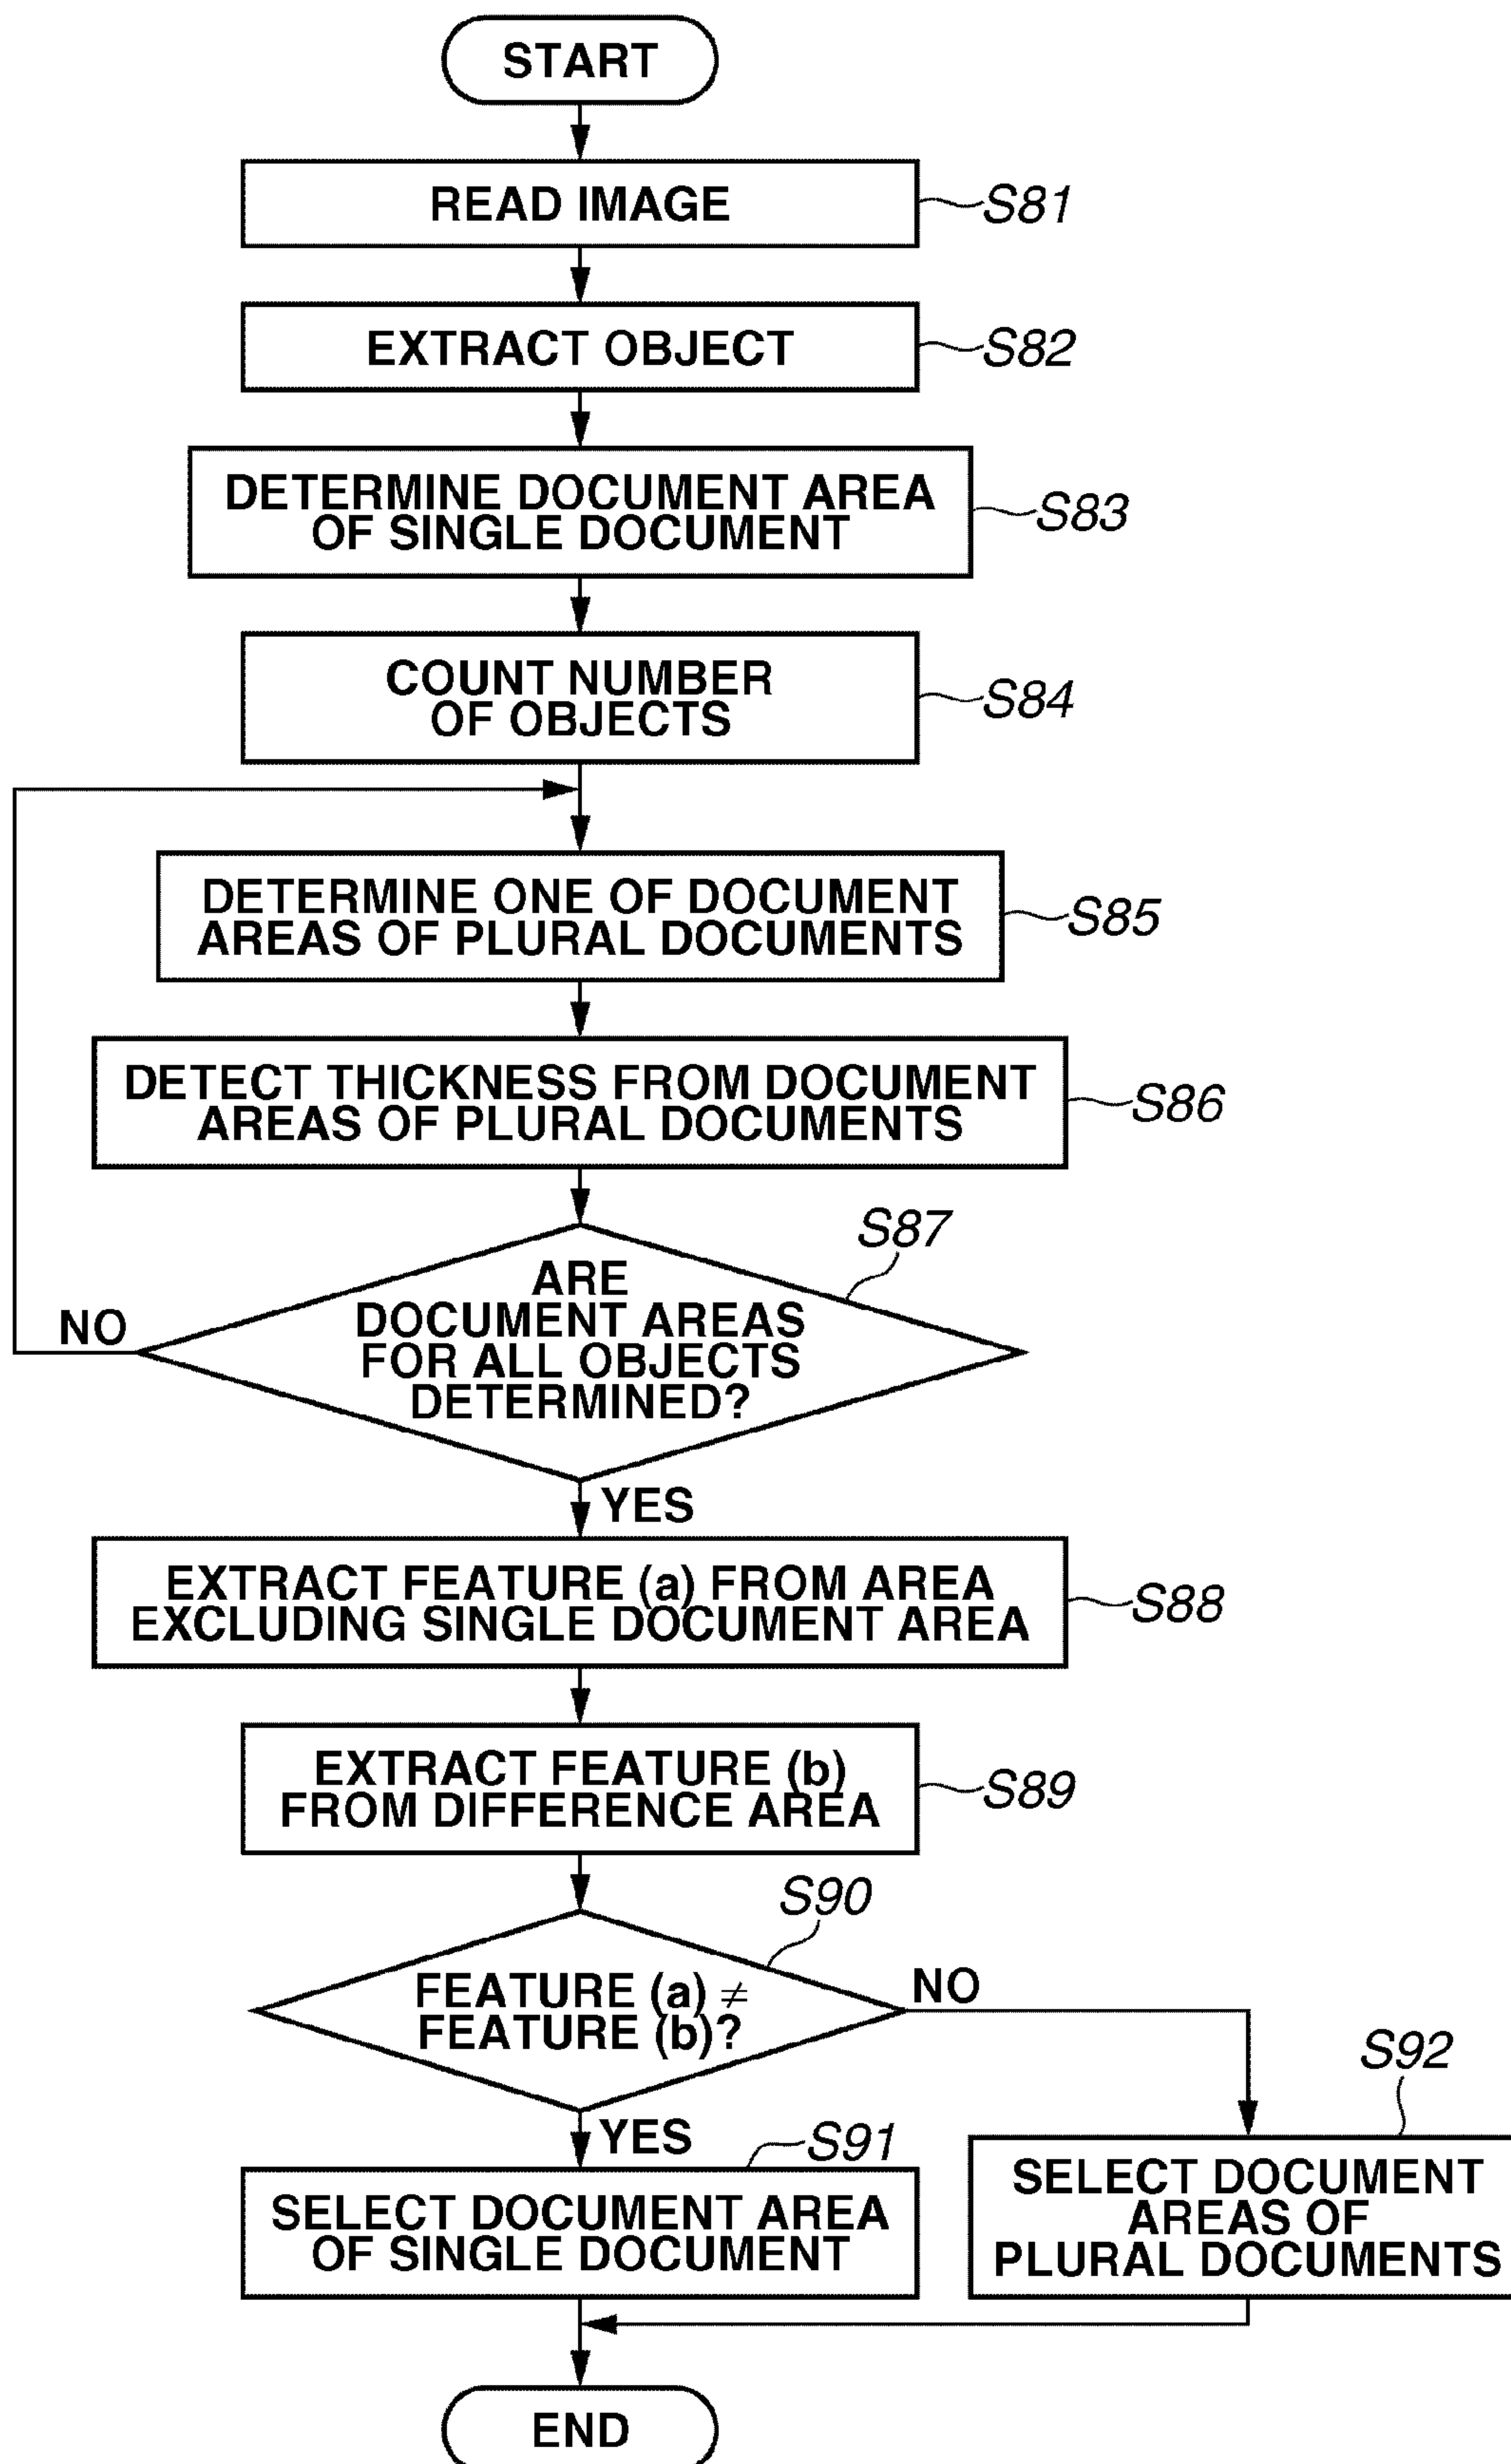 START
READ IMAGE
S81
EXTRACT OBJECT
S82
DETERMINE DOCUMENT AREA
OF SINGLE DOCUMENT
S83
COUNT NUMBER
OF OBJECTS
S84
DETERMINE ONE OF DOCUMENT
AREAS OF PLURAL DOCUMENTS
S85
DETECT THICKNESS FROM DOCUMENT
AREAS OF PLURAL DOCUMENTS
S86
S87
ARE
DOCUMENT AREAS
FOR ALL OBJECTS
DETERMINED?
NO
YES
EXTRACT FEATURE (a) FROM AREA
EXCLUDING SINGLE DOCUMENT AREA
S88
EXTRACT FEATURE (b)
FROM DIFFERENCE AREA
S89
S90
FEATURE (a) ≠
FEATURE (b)?
NO
YES
S91
SELECT DOCUMENT AREA
OF SINGLE DOCUMENT
S92
SELECT DOCUMENT
AREAS OF
PLURAL DOCUMENTS
END